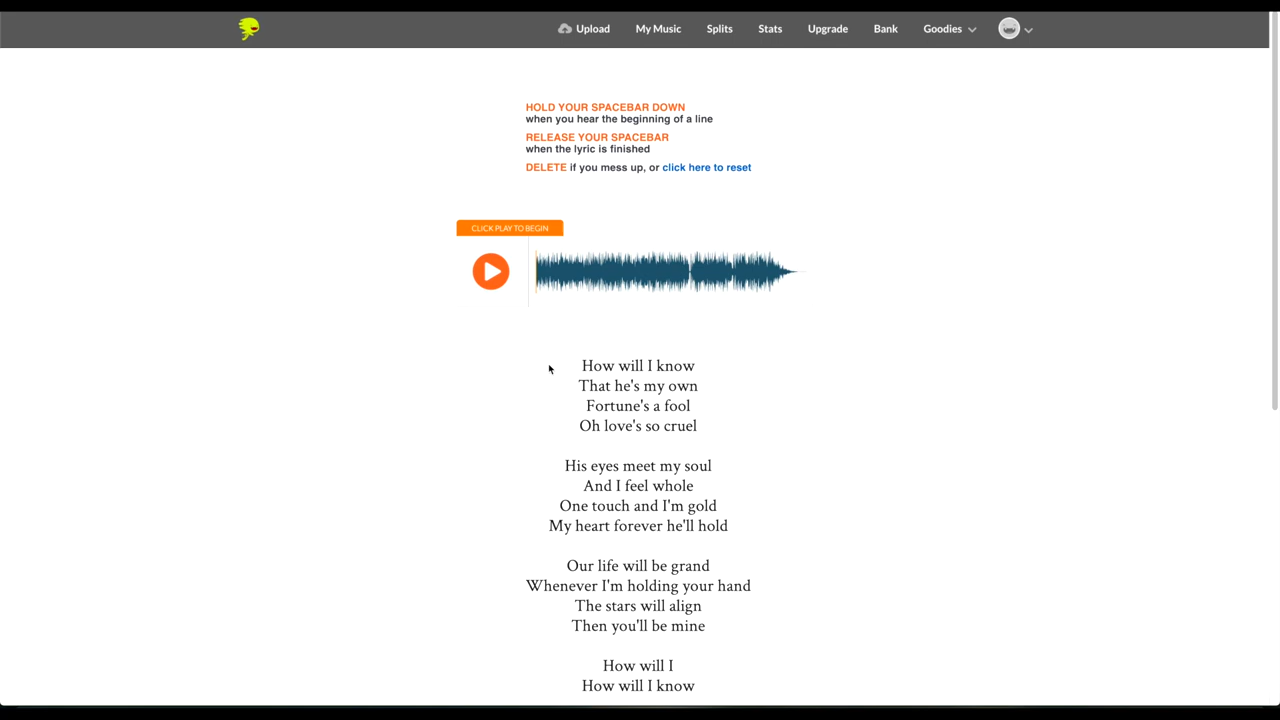 Upload My Music Splits Stats Upgrade Bank Goodies
HOLD YOUR SPACEBAR DOWN
when you hear the beginning of a line
RELEASE YOUR SPACEBAR
when the lyric is finished
DELETE if you mess up, or click here to reset
CLICK PLAY TO BEGIN
How will I know
That he's my own
Fortune's a fool
Oh love's so cruel
His eyes meet my soul
And I feel whole
One touch and I'm gold
My heart forever he'll hold
Our life will be grand
Whenever I'm holding your hand
The stars will align
Then you'll be mine
How will I
How will I know